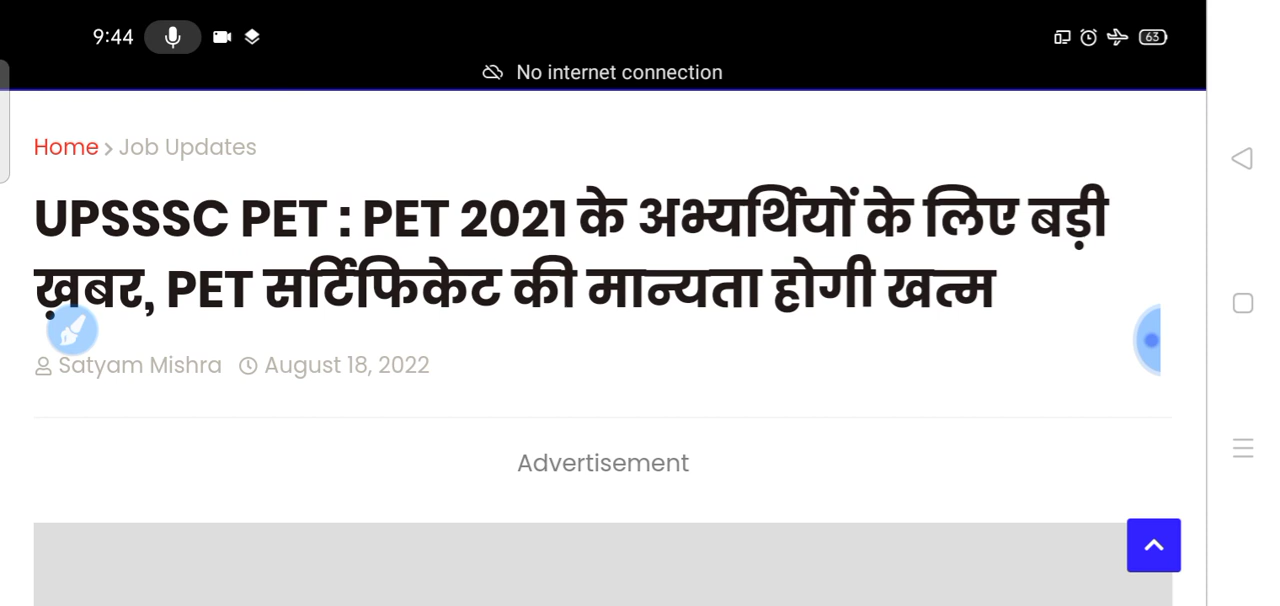 9:44
63
No internet connection
Home > Job Updates
UPSSSC PET : PET 2021 के अभ्यर्थियों के लिए बड़ी
ख़बर, PET सर्टिफिकेट की मान्यता होगी खत्म
Satyam Mishra August 18, 2022
Advertisement